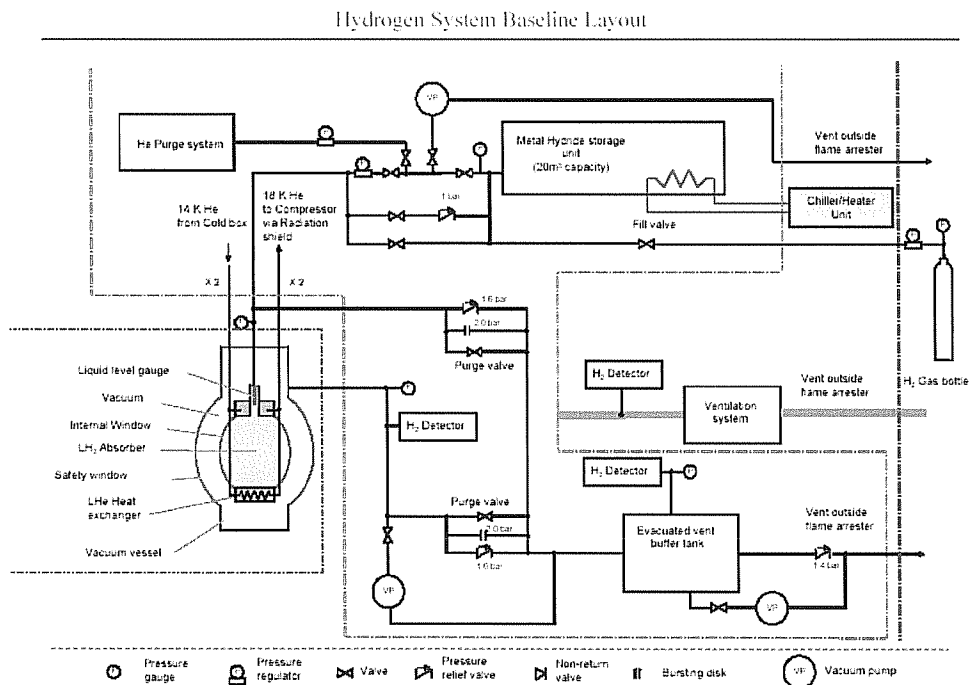 Hydrogen System Baseline Layout
VP
He Purge system
P
P
P
Metal Hydride storage
unit
(20m³ capacity)
Vent outside
flame arrester
14 K He
from Cold box
18 K He
to Compressor
via Radiation
shield
1 bar
Chiller/Heater
Unit
Fill valve
P
P
X 2
X 2
1.6 bar
2.0 bar
Purge valve
P
P
Liquid level gauge
Vacuum
Internal Window
LH₂ Absorber
Safety window
LHe Heat
exchanger
Vacuum vessel
H₂ Detector
H₂ Detector
Ventilation
system
Vent outside
flame arrester
H₂ Gas bottle
H₂ Detector
P
Purge valve
2.0 bar
1.6 bar
VP
Evacuated vent
buffer tank
Vent outside
flame arrester
1.4 bar
VP
P
Pressure
gauge
P
Pressure
regulator
Valve
Pressure
relief valve
Non-return
valve
Bursting disk
VP
Vacuum pump